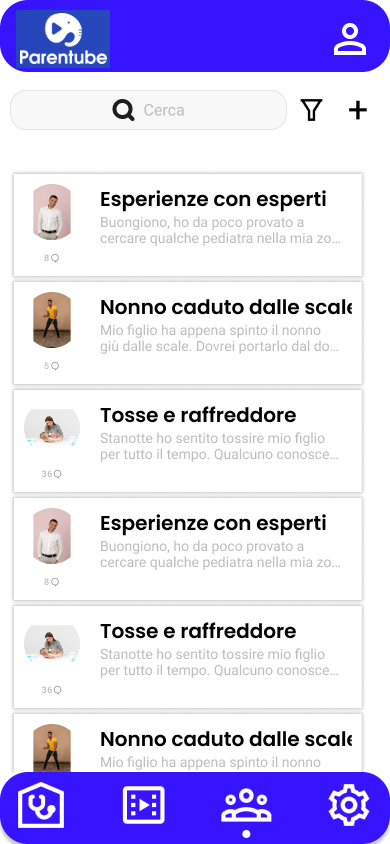 Parentube
Cerca
Esperienze con esperti
Buongiono, ho da poco provato a
cercare qualche pediatra nella mia zo...
8
Nonno caduto dalle scale
Mio figlio ha appena spinto il nonno
giù dalle scale. Dovrei portarlo dal do...
5
Tosse e raffreddore
Stanotte ho sentito tossire mio figlio
per tutto il tempo. Qualcuno conosce...
36
Esperienze con esperti
Buongiono, ho da poco provato a
cercare qualche pediatra nella mia zo...
8
Tosse e raffreddore
Stanotte ho sentito tossire mio figlio
per tutto il tempo. Qualcuno conosce...
36
Nonno caduto dalle scale
Mio figlio ha appena spinto il nonno